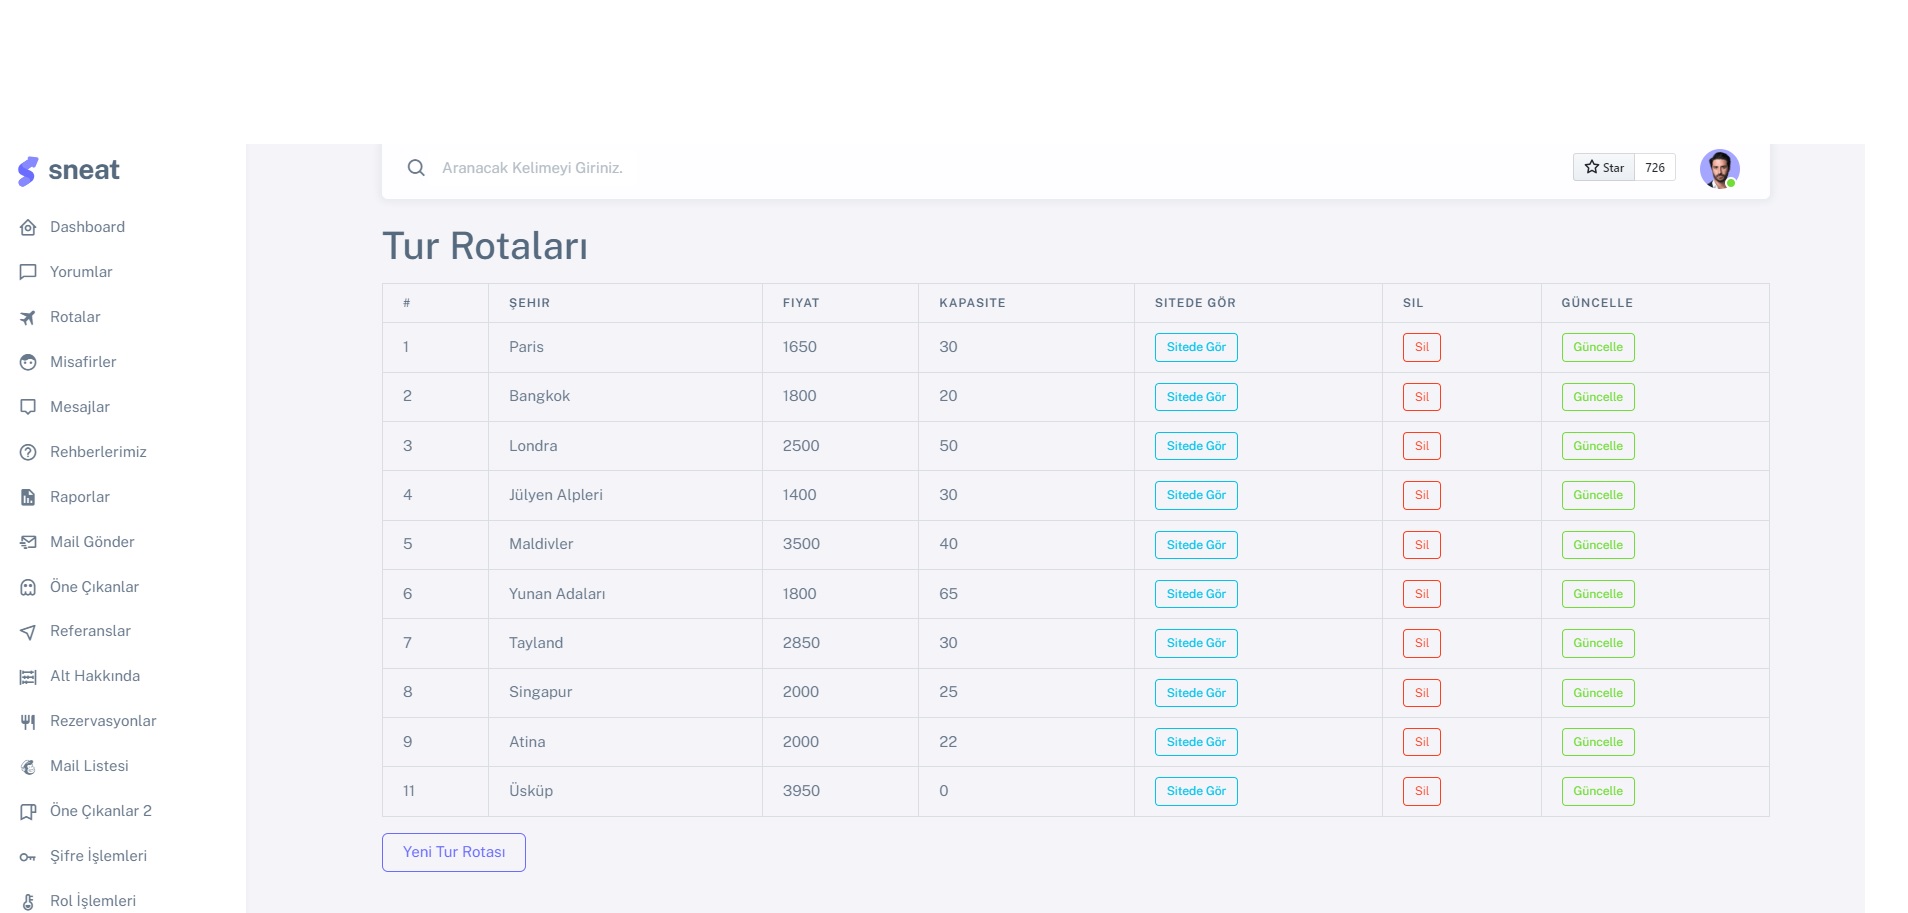 sneat
Dashboard
Yorumlar
Rotalar
Misafirler
Mesajlar
Rehberlerimiz
Raporlar
Mail Gönder
Öne Çıkanlar
Referanslar
Alt Hakkında
Rezervasyonlar
Mail Listesi
Öne Çıkanlar 2
Şifre İşlemleri
Rol İşlemleri
Aranacak Kelimeyi Giriniz.
Star 726
Tur Rotaları
# ŞEHIR FIYAT KAPASITE SITEDE GÖR SIL GÜNCELLE
1 Paris 1650 30 Sitede Gör Sil Güncelle
2 Bangkok 1800 20 Sitede Gör Sil Güncelle
3 Londra 2500 50 Sitede Gör Sil Güncelle
4 Jülyen Alpleri 1400 30 Sitede Gör Sil Güncelle
5 Maldivler 3500 40 Sitede Gör Sil Güncelle
6 Yunan Adaları 1800 65 Sitede Gör Sil Güncelle
7 Tayland 2850 30 Sitede Gör Sil Güncelle
8 Singapur 2000 25 Sitede Gör Sil Güncelle
9 Atina 2000 22 Sitede Gör Sil Güncelle
11 Üsküp 3950 0 Sitede Gör Sil Güncelle
Yeni Tur Rotası